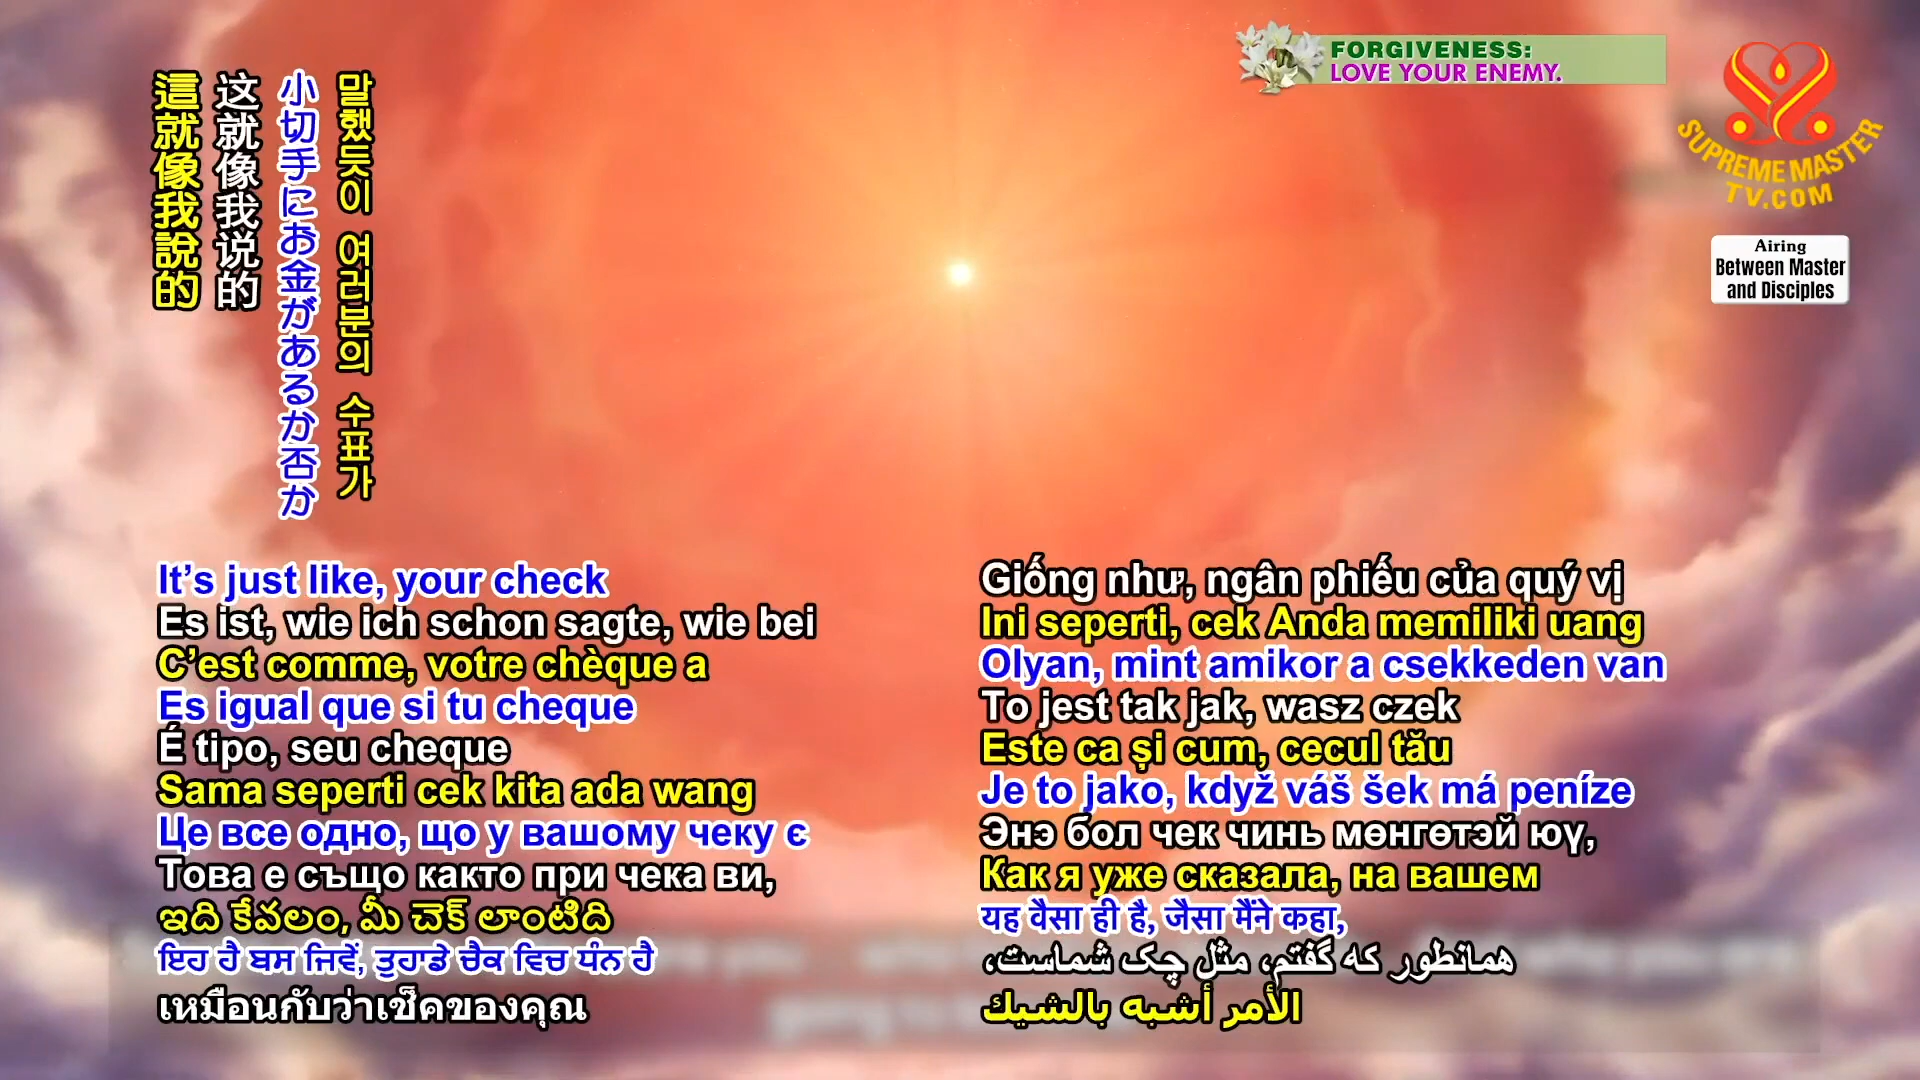 FORGIVENESS:
LOVE YOUR ENEMY.
SUPREME MASTER
TV.COM
Airing
Between Master
and Disciples
這就像我說的
这就像我说的
小切手にお金があるか否か
말했듯이 여러분의 수표가
It's just like, your check
Es ist, wie ich schon sagte, wie bei
C'est comme, votre chèque a
Es igual que si tu cheque
É tipo, seu cheque
Sama seperti cek kita ada wang
Це все одно, що у вашому чеку є
Това е също както при чека ви,
ఇది కేవలం, మీ చెక్ లాంటిది
ਇਹ ਹੈ ਬਸ ਜਿਵੇਂ, ਤੁਹਾਡੇ ਚੈਕ ਵਿਚ ਧੰਨ ਹੈ
เหมือนกับว่าเช็คของคุณ
Giống như, ngân phiếu của quý vị
Ini seperti, cek Anda memiliki uang
Olyan, mint amikor a csekkeden van
To jest tak jak, wasz czek
Este ca și cum, cecul tău
Je to jako, když váš šek má peníze
Энэ бол чек чинь мөнгөтэй юү,
Как я уже сказала, на вашем
यह वैसा ही है, जैसा मैंने कहा,
همانطور که گفتم، مثل چک شماست،
الأمر أشبه بالشيك